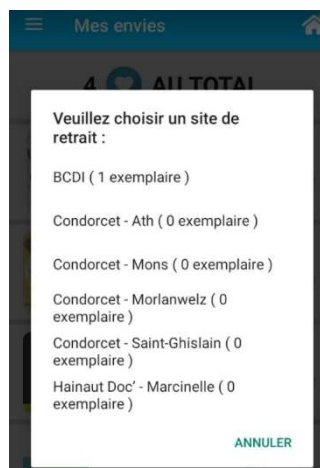 Mes envies
4 AU TOTAL
Veuillez choisir un site de
retrait :
BCDI ( 1 exemplaire )
Condorcet - Ath ( 0 exemplaire )
Condorcet - Mons ( 0 exemplaire )
Condorcet - Morlanwelz ( 0
exemplaire )
Condorcet - Saint-Ghislain ( 0
exemplaire )
Hainaut Doc' - Marcinelle ( 0
exemplaire )
ANNULER